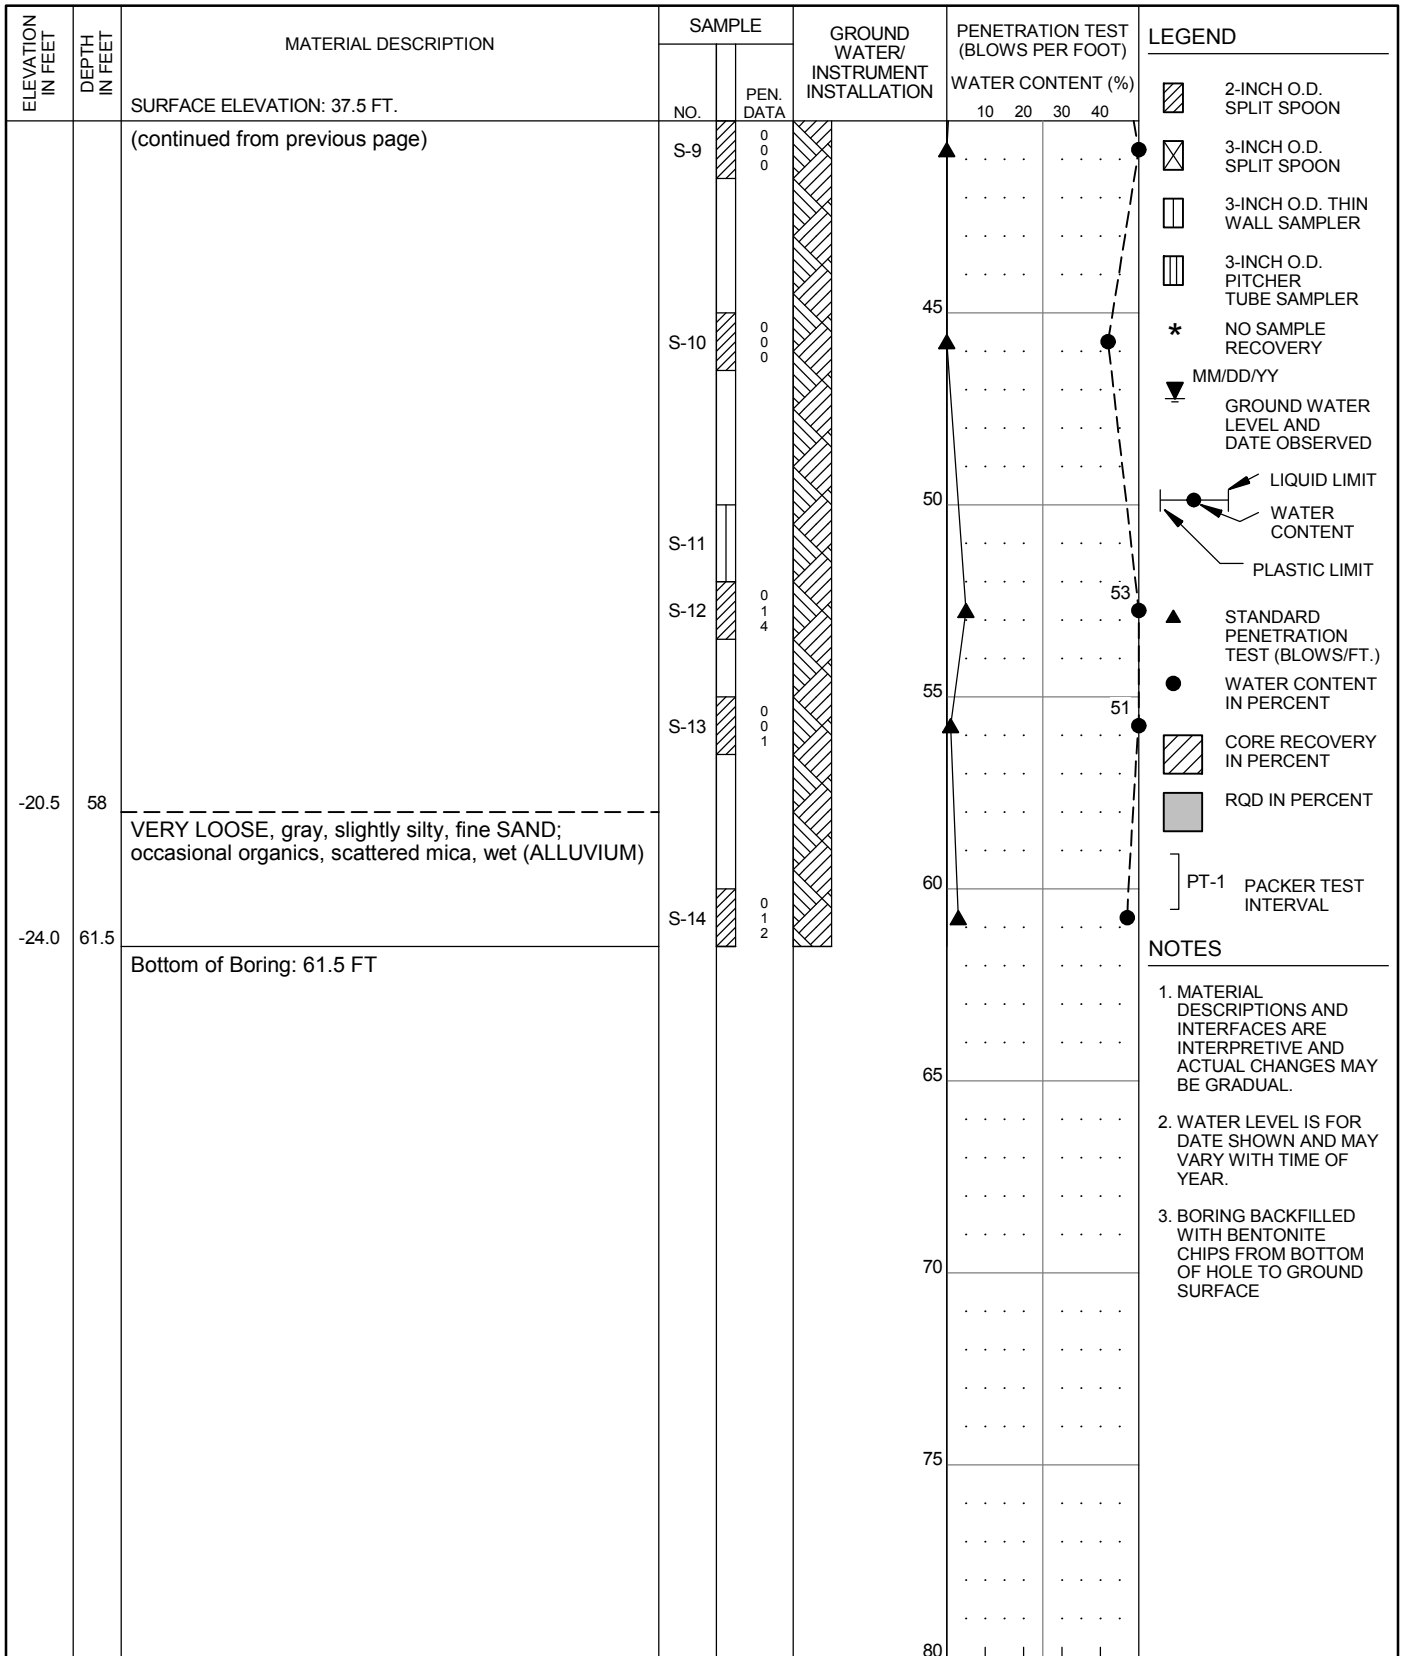 ELEVATION
IN FEET
DEPTH
IN FEET
MATERIAL DESCRIPTION
SURFACE ELEVATION: 37.5 FT.
SAMPLE
NO.
PEN.
DATA
GROUND
WATER/
INSTRUMENT
INSTALLATION
PENETRATION TEST
(BLOWS PER FOOT)
WATER CONTENT (%)
10 20 30 40
(continued from previous page)
S-9
0
0
0
45
S-10
0
0
0
50
S-11
S-12
0
1
4
53
55
S-13
0
0
1
51
-20.5 58
VERY LOOSE, gray, slightly silty, fine SAND;
occasional organics, scattered mica, wet (ALLUVIUM)
60
S-14
0
1
2
-24.0 61.5
Bottom of Boring: 61.5 FT
65
70
75
80
LEGEND
2-INCH O.D.
SPLIT SPOON
3-INCH O.D.
SPLIT SPOON
3-INCH O.D. THIN
WALL SAMPLER
3-INCH O.D.
PITCHER
TUBE SAMPLER
* NO SAMPLE
RECOVERY
MM/DD/YY
GROUND WATER
LEVEL AND
DATE OBSERVED
LIQUID LIMIT
WATER
CONTENT
PLASTIC LIMIT
STANDARD
PENETRATION
TEST (BLOWS/FT.)
WATER CONTENT
IN PERCENT
CORE RECOVERY
IN PERCENT
RQD IN PERCENT
PT-1 PACKER TEST
INTERVAL
NOTES
1. MATERIAL
DESCRIPTIONS AND
INTERFACES ARE
INTERPRETIVE AND
ACTUAL CHANGES MAY
BE GRADUAL.
2. WATER LEVEL IS FOR
DATE SHOWN AND MAY
VARY WITH TIME OF
YEAR.
3. BORING BACKFILLED
WITH BENTONITE
CHIPS FROM BOTTOM
OF HOLE TO GROUND
SURFACE